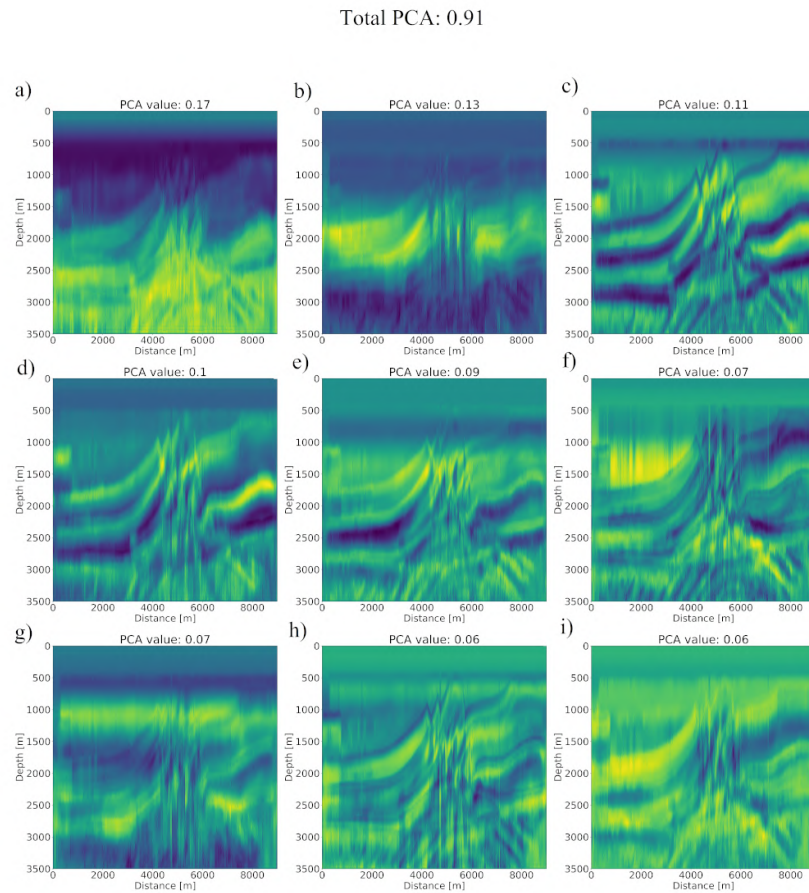 Total PCA: 0.91
a) b) c)
PCA value: 0.17 PCA value: 0.13 PCA value: 0.11
0 0 0
500 500 500
1000 1000 1000
1500 1500 1500
2000 2000 2000
2500 2500 2500
3000 3000 3000
3500 3500 3500
Depth [m] Depth [m] Depth [m]
0 2000 4000 6000 8000 0 2000 4000 6000 8000 0 2000 4000 6000 8000
Distance [m] Distance [m] Distance [m]
d) e) f)
PCA value: 0.1 PCA value: 0.09 PCA value: 0.07
0 0 0
500 500 500
1000 1000 1000
1500 1500 1500
2000 2000 2000
2500 2500 2500
3000 3000 3000
3500 3500 3500
Depth [m] Depth [m] Depth [m]
0 2000 4000 6000 8000 0 2000 4000 6000 8000 0 2000 4000 6000 8000
Distance [m] Distance [m] Distance [m]
g) h) i)
PCA value: 0.07 PCA value: 0.06 PCA value: 0.06
0 0 0
500 500 500
1000 1000 1000
1500 1500 1500
2000 2000 2000
2500 2500 2500
3000 3000 3000
3500 3500 3500
Depth [m] Depth [m] Depth [m]
0 2000 4000 6000 8000 0 2000 4000 6000 8000 0 2000 4000 6000 8000
Distance [m] Distance [m] Distance [m]